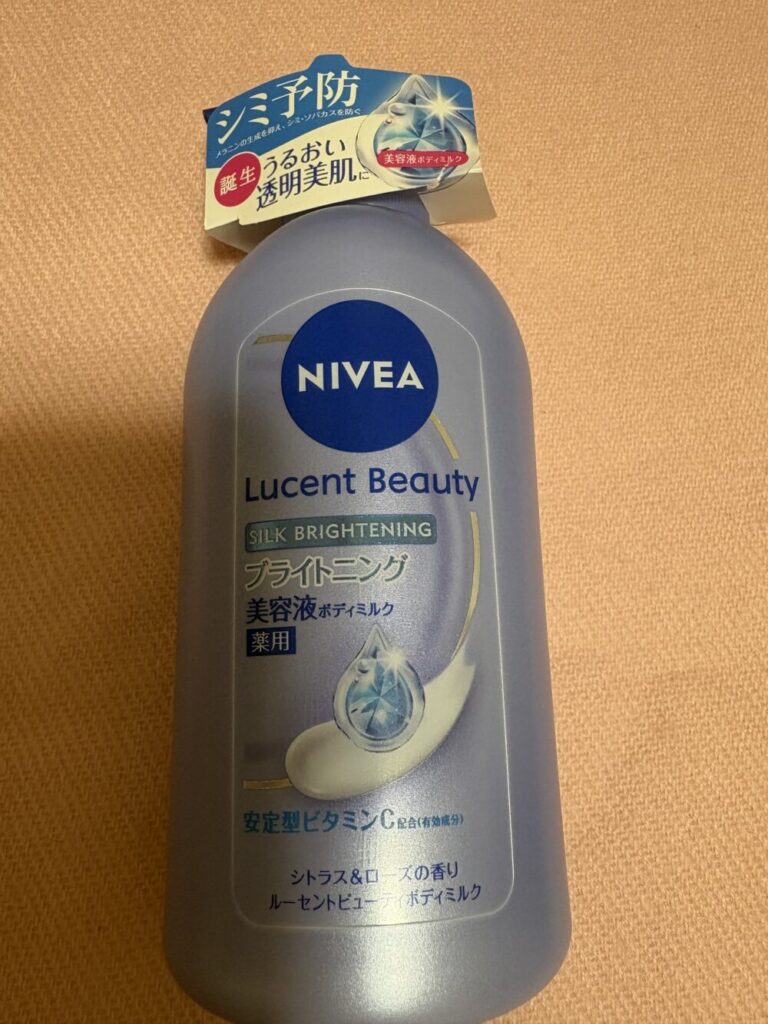 シミ予防
メラニンの生成を抑え、シミ・ソバカスを防ぐ
誕生
うるおい
透明美肌に
美容液ボディミルク
NIVEA
Lucent Beauty
SILK BRIGHTENING
ブライトニング
美容液ボディミルク
薬用
安定型ビタミンC配合(有効成分)
シトラス&ローズの香り
ルーセントビューティボディミルク